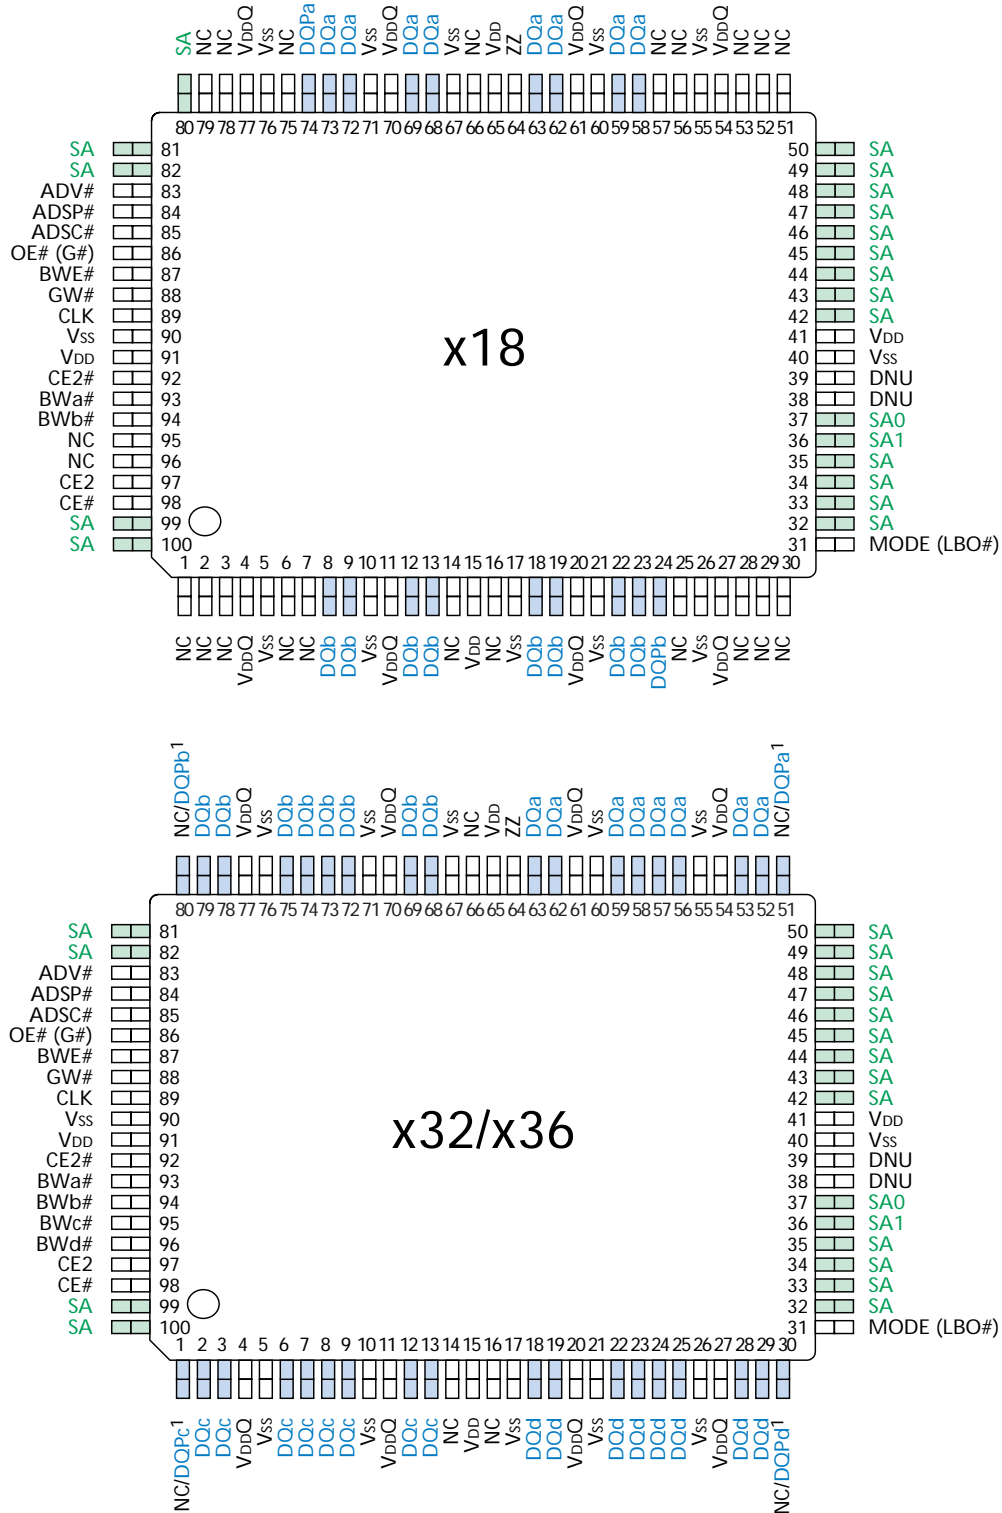 SA NC NC VDDQ VSS NC DQPa DQa DQa VSS VDDQ DQa DQa VSS NC VDD ZZ DQa DQa VDDQ VSS DQa DQa NC NC VSS VDDQ NC NC NC
80 79 78 77 76 75 74 73 72 71 70 69 68 67 66 65 64 63 62 61 60 59 58 57 56 55 54 53 52 51
SA 81 50 SA
SA 82 49 SA
ADV# 83 48 SA
ADSP# 84 47 SA
ADSC# 85 46 SA
OE# (G#) 86 45 SA
BWE# 87 44 SA
GW# 88 43 SA
CLK 89 42 SA
VSS 90 41 VDD
x18
VDD 91 40 VSS
CE2# 92 39 DNU
BWa# 93 38 DNU
BWb# 94 37 SA0
NC 95 36 SA1
NC 96 35 SA
CE2 97 34 SA
CE# 98 33 SA
SA 99 32 SA
SA 100 31 MODE (LBO#)
1 2 3 4 5 6 7 8 9 10 11 12 13 14 15 16 17 18 19 20 21 22 23 24 25 26 27 28 29 30
NC NC NC VDDQ VSS NC NC DQb DQb VSS VDDQ DQb DQb NC VDD NC VSS DQb DQb VDDQ VSS DQb DQb DQPb NC VSS VDDQ NC NC NC
NC/DQPb1 DQb DQb VDDQ VSS DQb DQb DQb DQb VSS VDDQ DQb DQb VSS NC VDD ZZ DQa DQa VDDQ VSS DQa DQa DQa DQa VSS VDDQ DQa DQa NC/DQPa1
80 79 78 77 76 75 74 73 72 71 70 69 68 67 66 65 64 63 62 61 60 59 58 57 56 55 54 53 52 51
SA 81 50 SA
SA 82 49 SA
ADV# 83 48 SA
ADSP# 84 47 SA
ADSC# 85 46 SA
OE# (G#) 86 45 SA
BWE# 87 44 SA
GW# 88 43 SA
CLK 89 42 SA
VSS 90 41 VDD
x32/x36
VDD 91 40 VSS
CE2# 92 39 DNU
BWa# 93 38 DNU
BWb# 94 37 SA0
BWc# 95 36 SA1
BWd# 96 35 SA
CE2 97 34 SA
CE# 98 33 SA
SA 99 32 SA
SA 100 31 MODE (LBO#)
1 2 3 4 5 6 7 8 9 10 11 12 13 14 15 16 17 18 19 20 21 22 23 24 25 26 27 28 29 30
NC/DQPc1 DQc DQc VDDQ VSS DQc DQc DQc DQc VSS VDDQ DQc DQc NC VDD NC VSS DQd DQd VDDQ VSS DQd DQd DQd DQd VSS VDDQ DQd DQd NC/DQPd1